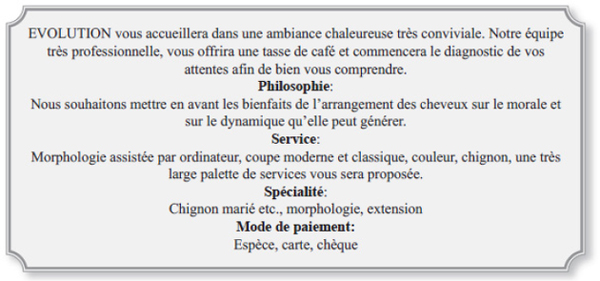 EVOLUTION vous accueillera dans une ambiance chaleureuse très conviviale. Notre équipe
très professionnelle, vous offrira une tasse de café et commencera le diagnostic de vos
attentes afin de bien vous comprendre.
Philosophie:
Nous souhaitons mettre en avant les bienfaits de l’arrangement des cheveux sur le morale et
sur le dynamique qu’elle peut générer.
Service:
Morphologie assistée par ordinateur, coupe moderne et classique, couleur, chignon, une très
large palette de services vous sera proposée.
Spécialité:
Chignon marié etc., morphologie, extension
Mode de paiement:
Espèce, carte, chèque